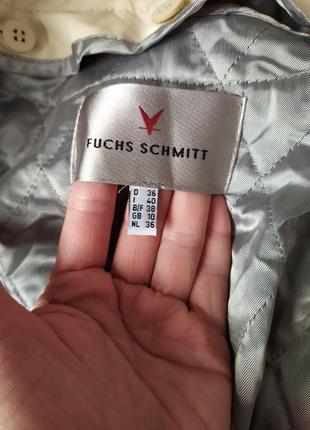 FUCHS SCHMITT
D 36
I 40
B/F 38
GB 10
NL 36